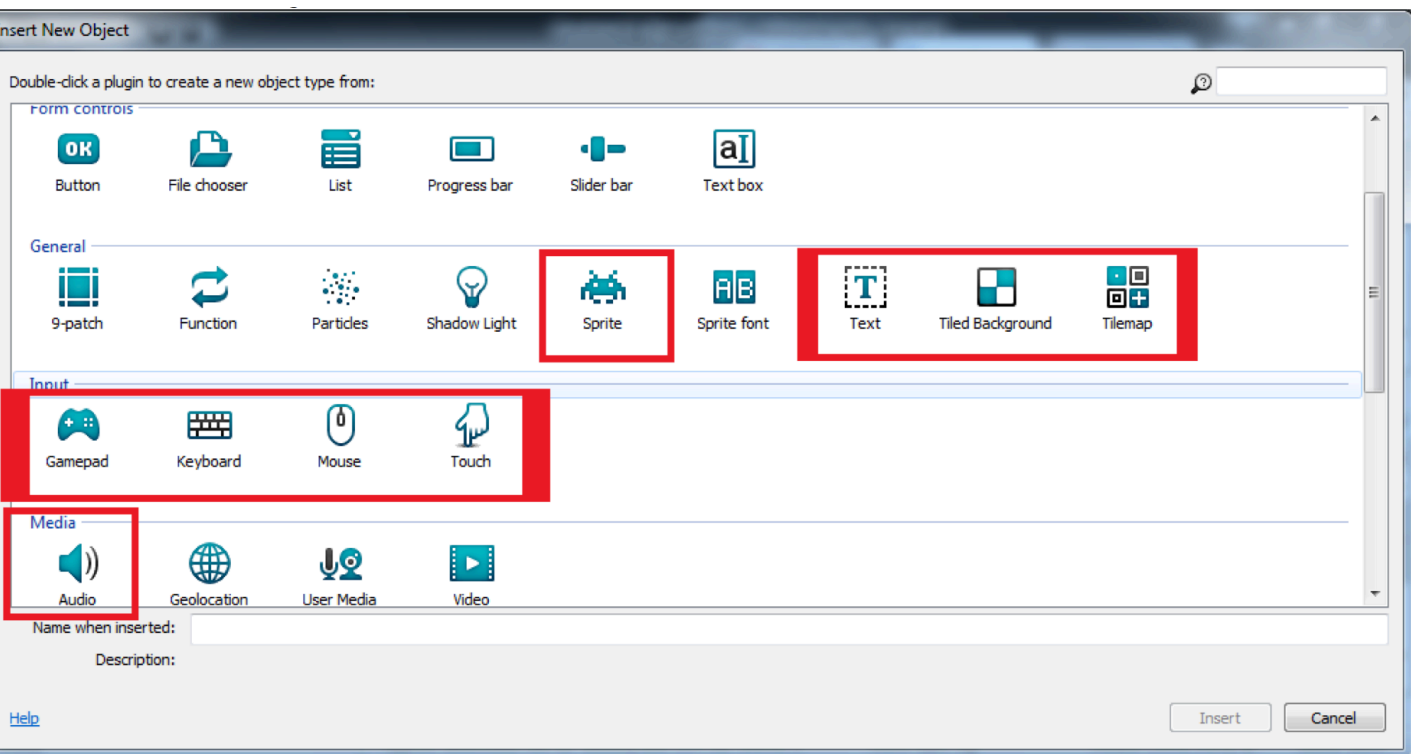 nsert New Object
Double-click a plugin to create a new object type from:
Form controls
OK
aI
Button File chooser List Progress bar Slider bar Text box
General
AB T
9-patch Function Particles Shadow Light Sprite Sprite font Text Tiled Background Tilemap
Input
Gamepad Keyboard Mouse Touch
Media
Audio Geolocation User Media Video
Name when inserted:
Description:
Help Insert Cancel